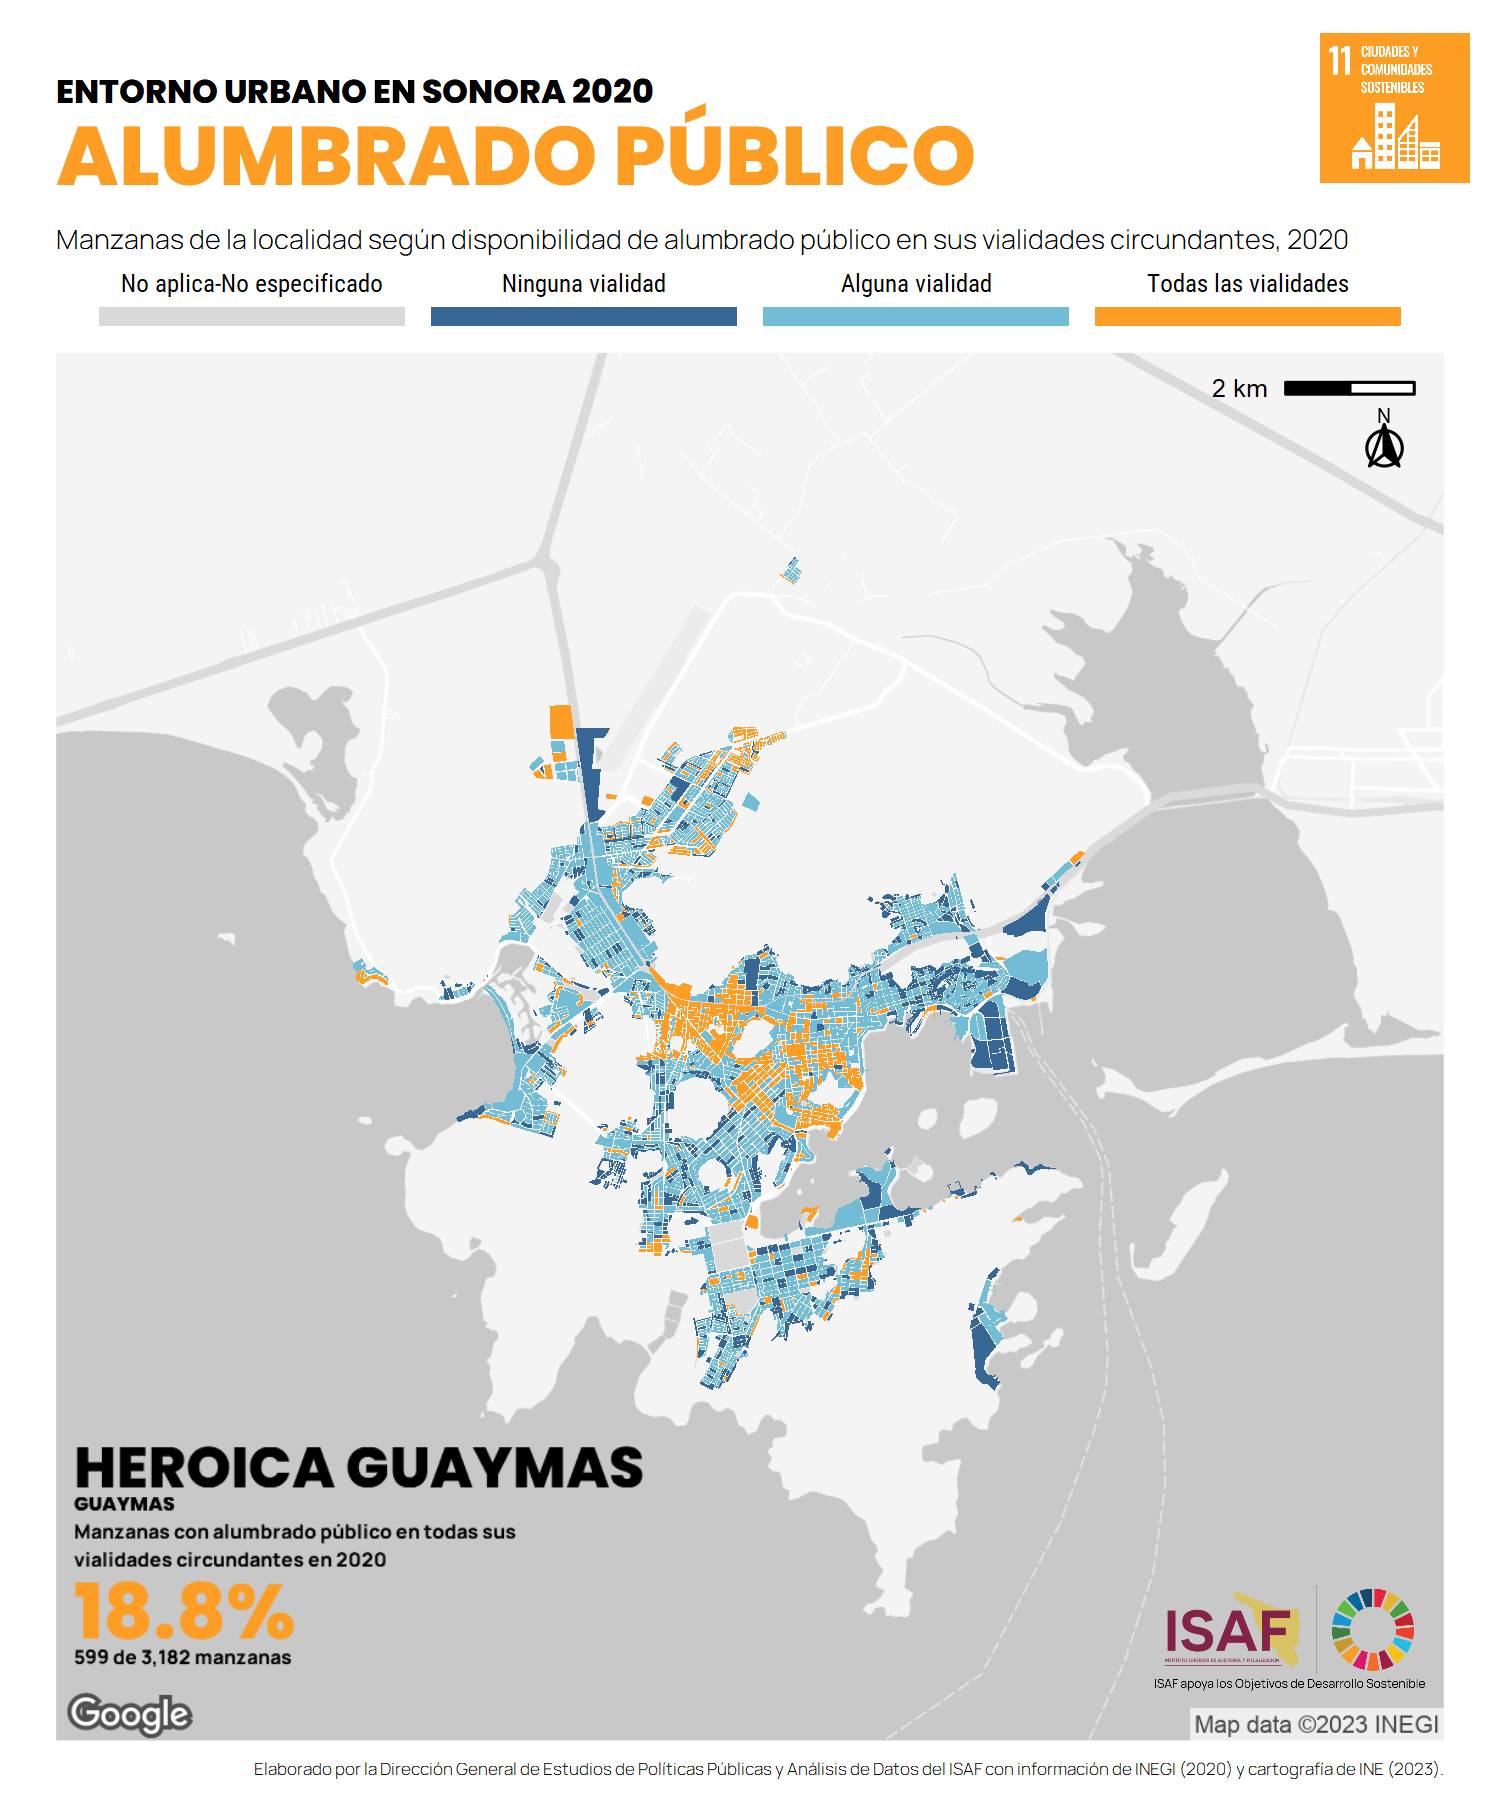 ENTORNO URBANO EN SONORA 2020
ALUMBRADO PÚBLICO
11 CIUDADES Y
COMUNIDADES
SOSTENIBLES
Manzanas de la localidad según disponibilidad de alumbrado público en sus vialidades circundantes, 2020
No aplica-No especificado
Ninguna vialidad
Alguna vialidad
Todas las vialidades
2 km
N
HEROICA GUAYMAS
GUAYMAS
Manzanas con alumbrado público en todas sus
vialidades circundantes en 2020
18.8%
599 de 3,182 manzanas
ISAF
INSTITUTO SUPERIOR DE AUDITORÍA Y FISCALIZACIÓN
ISAF apoya los Objetivos de Desarrollo Sostenible
Google
Map data ©2023 INEGI
Elaborado por la Dirección General de Estudios de Políticas Públicas y Análisis de Datos del ISAF con información de INEGI (2020) y cartografía de INE (2023).